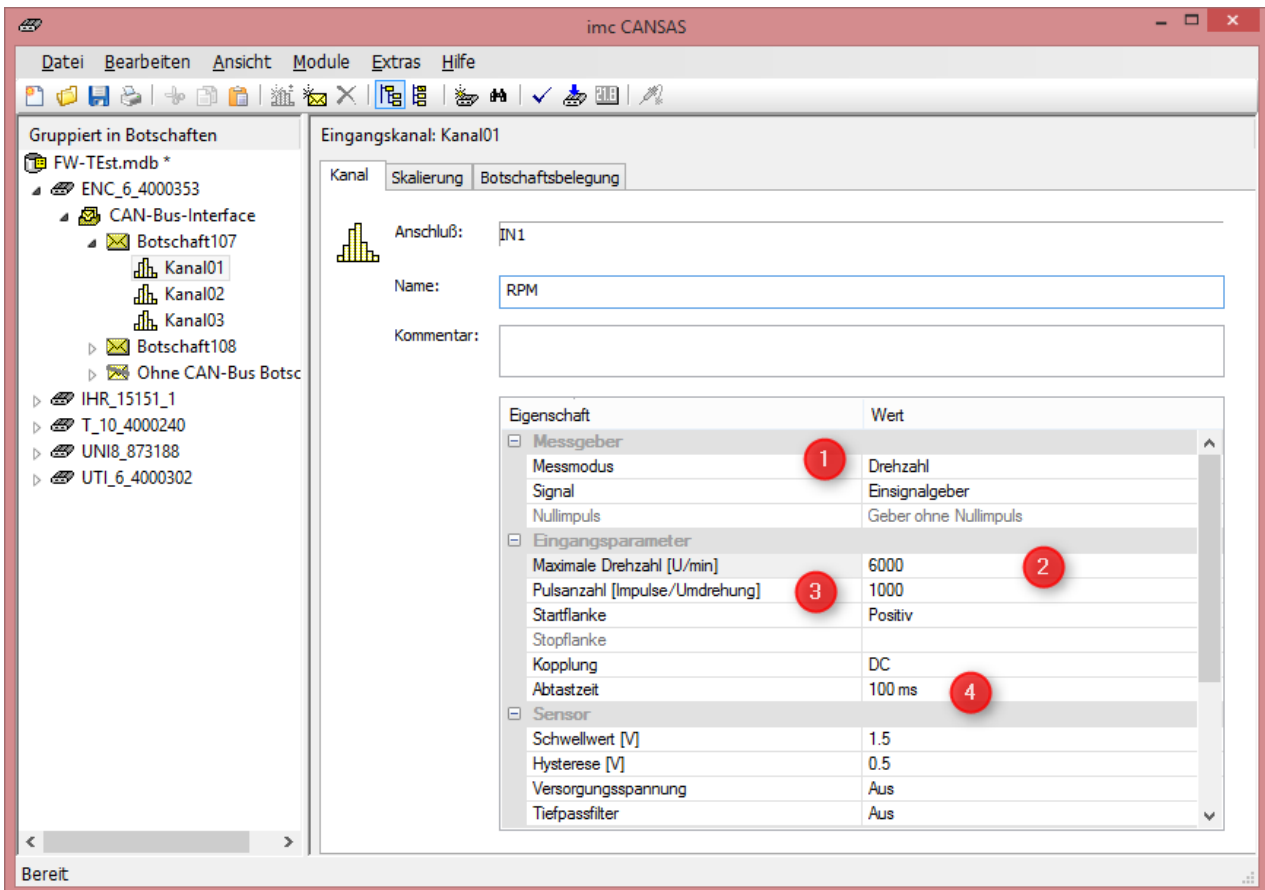 imc CANSAS
Datei Bearbeiten Ansicht Module Extras Hilfe
Gruppiert in Botschaften
FW-TEst.mdb *
ENC_6_4000353
CAN-Bus-Interface
Botschaft107
Kanal01
Kanal02
Kanal03
Botschaft108
Ohne CAN-Bus Botsc
IHR_15151_1
T_10_4000240
UNI8_873188
UTI_6_4000302
Eingangskanal: Kanal01
Kanal Skalierung Botschaftsbelegung
Anschluß: IN1
Name: RPM
Kommentar:
Eigenschaft Wert
Messgeber
1
Messmodus Drehzahl
Signal Einsignalgeber
Nullimpuls Geber ohne Nullimpuls
Eingangsparameter
Maximale Drehzahl [U/min] 6000 2
Pulsanzahl [Impulse/Umdrehung] 3 1000
Startflanke Positiv
Stopflanke
Kopplung DC
Abtastzeit 100 ms 4
Sensor
Schwellwert [V] 1.5
Hysterese [V] 0.5
Versorgungsspannung Aus
Tiefpassfilter Aus
Bereit